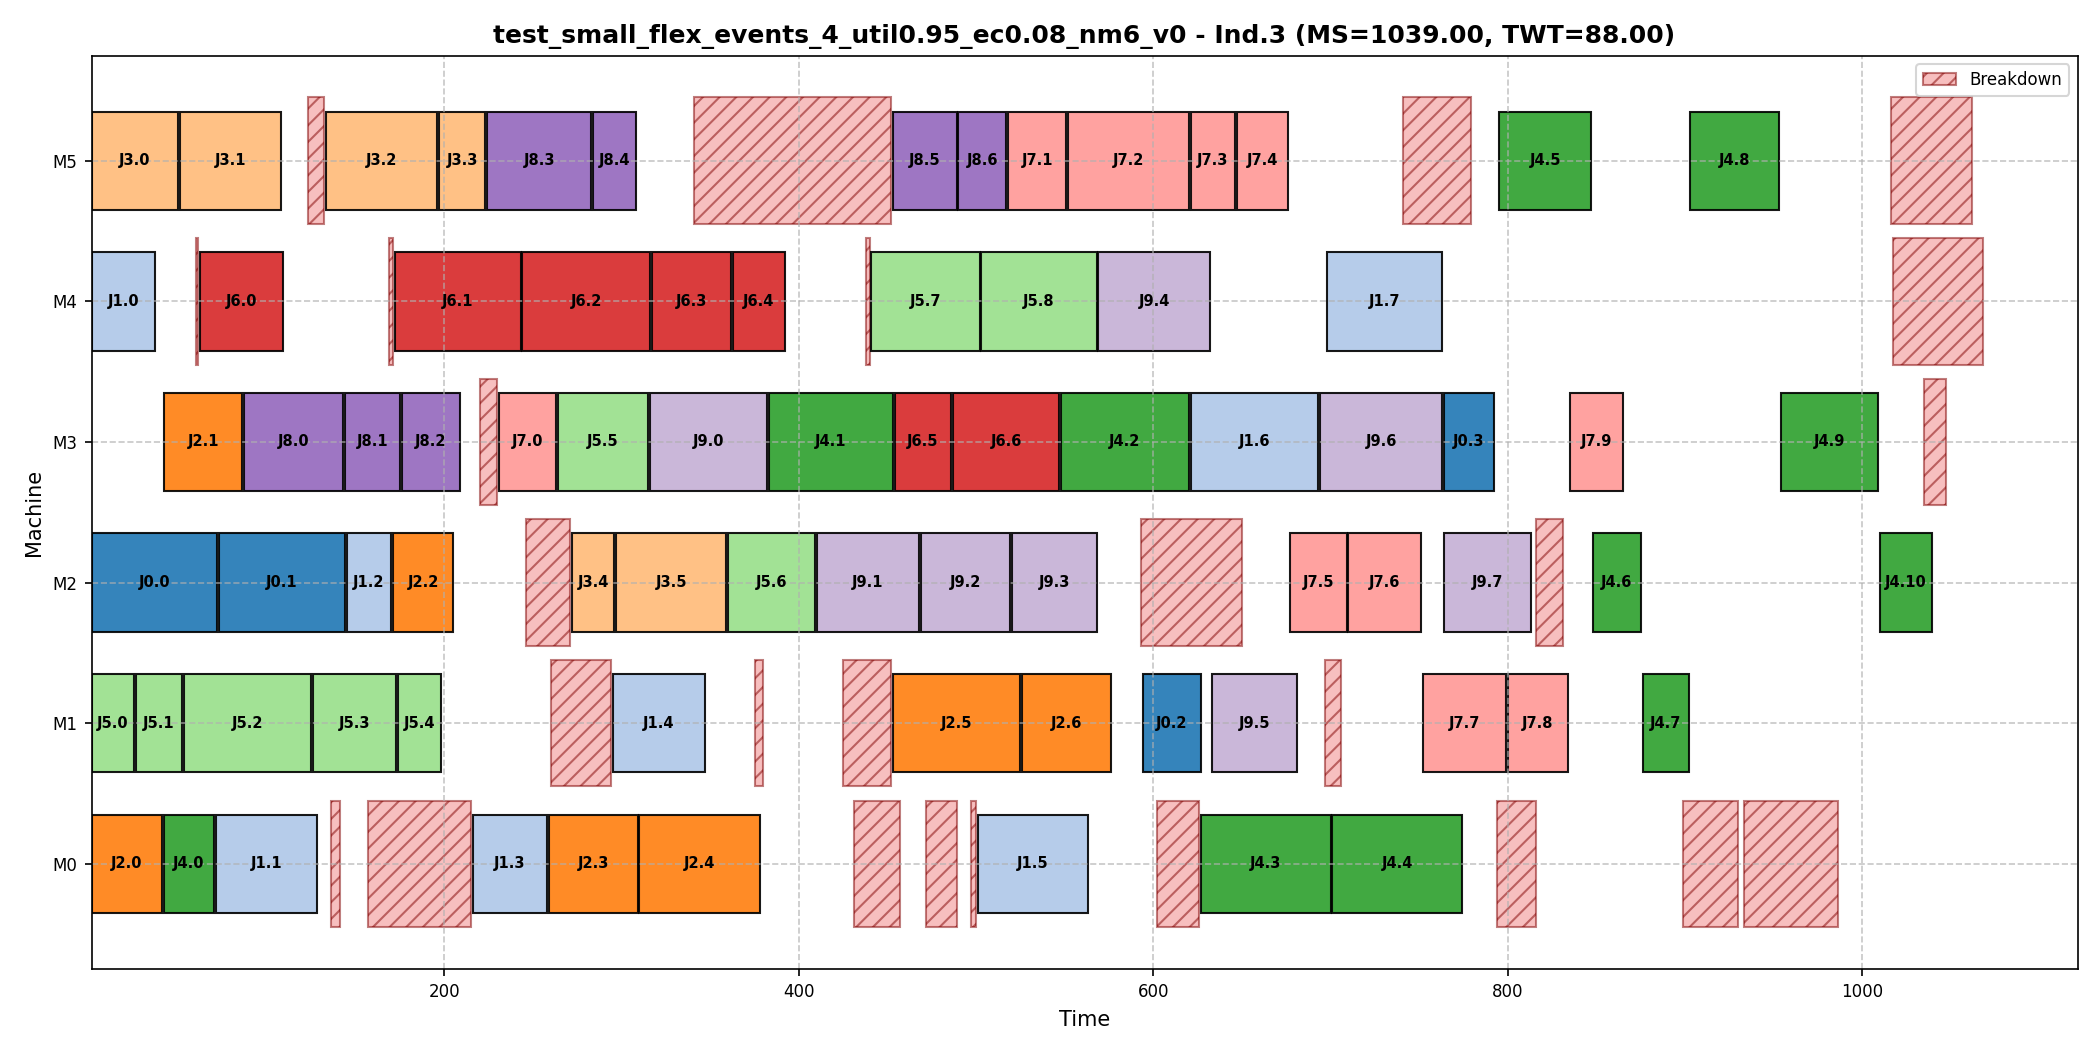 test_small_flex_events_4_util0.95_ec0.08_nm6_v0 - Ind.3 (MS=1039.00, TWT=88.00)
Breakdown
M5 J3.0 J3.1 J3.2 J3.3 J8.3 J8.4 J8.5 J8.6 J7.1 J7.2 J7.3 J7.4 J4.5 J4.8
M4 J1.0 J6.0 J6.1 J6.2 J6.3 J6.4 J5.7 J5.8 J9.4 J1.7
M3 J2.1 J8.0 J8.1 J8.2 J7.0 J5.5 J9.0 J4.1 J6.5 J6.6 J4.2 J1.6 J9.6 J0.3 J7.9 J4.9
Machine
M2 J0.0 J0.1 J1.2 J2.2 J3.4 J3.5 J5.6 J9.1 J9.2 J9.3 J7.5 J7.6 J9.7 J4.6 J4.10
M1 J5.0 J5.1 J5.2 J5.3 J5.4 J1.4 J2.5 J2.6 J0.2 J9.5 J7.7 J7.8 J4.7
M0 J2.0 J4.0 J1.1 J1.3 J2.3 J2.4 J1.5 J4.3 J4.4
200 400 600 800 1000
Time